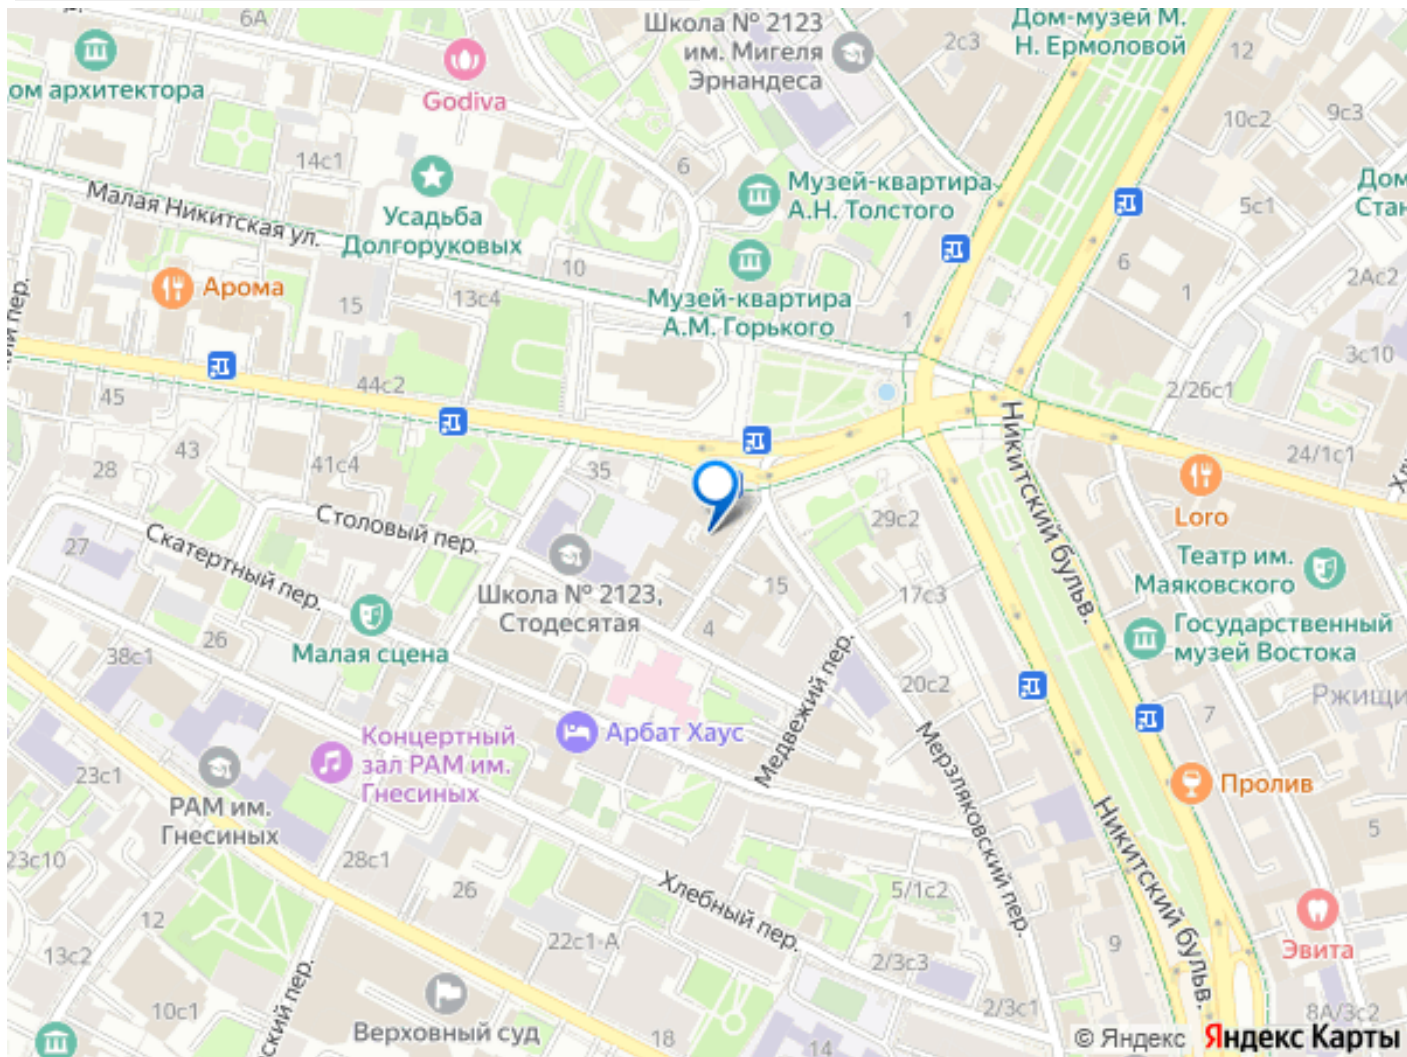 6А
Школа № 2123
им. Мигеля
Эрнандеса
2с3
Дом-музей М.
Н. Ермоловой
12
ом архитектора
Godiva
10с2
9с3
14с1
6
Музей-квартира
А.Н. Толстого
Дом
Стан
5с1
Малая Никитская ул.
Усадьба
Долгоруковых
10
6
1
2Ас2
ий пер.
Арома
15
13с4
Музей-квартира
А.М. Горького
1
3с10
44с2
45
2/26с1
Никитский бульв.
43
28
41с4
35
24/1с1
Хл
Loro
Столовый пер.
29с2
27
Скатертный пер.
Школа № 2123,
Стодесятая
15
17с3
Театр им.
Маяковского
26
4
Государственный
музей Востока
38с1
Малая сцена
Медвежий пер.
20с2
Ржищи
7
Арбат Хаус
Концертный
зал РАМ им.
Гнесиных
Мерзляковский пер.
23с1
РАМ им.
Гнесиных
Пролив
Никитский бульв.
5
23с10
28с1
26
Хлебный пер.
5/1с2
12
22с1-А
9
Эвита
13с2
2/3с3
ский пер.
10с1
Верховный суд
18
14
2/3с1
8А/3с2
© Яндекс Яндекс Карты